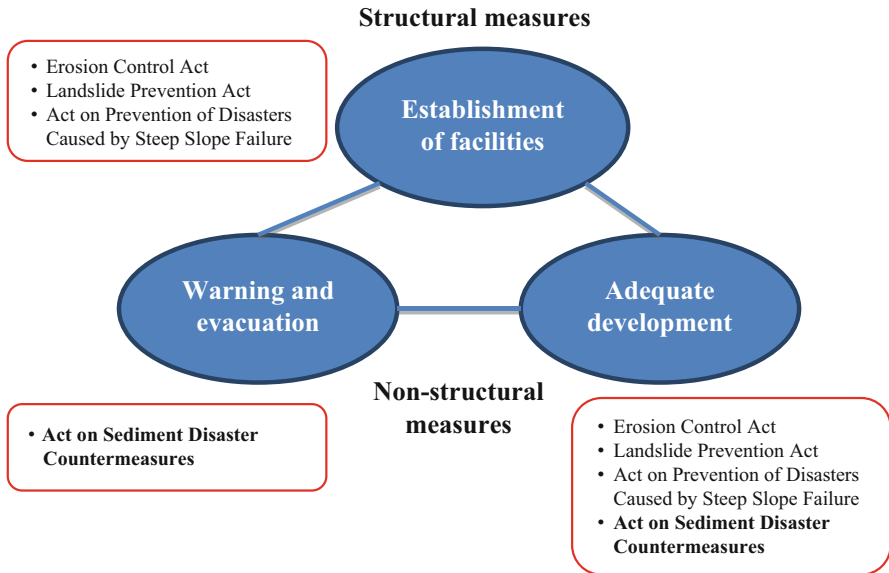 Structural measures
• Erosion Control Act
• Landslide Prevention Act
• Act on Prevention of Disasters
Caused by Steep Slope Failure
Establishment
of facilities
Warning and
evacuation
Adequate
development
Non-structural
measures
• Act on Sediment Disaster
Countermeasures
• Erosion Control Act
• Landslide Prevention Act
• Act on Prevention of Disasters
Caused by Steep Slope Failure
• Act on Sediment Disaster
Countermeasures